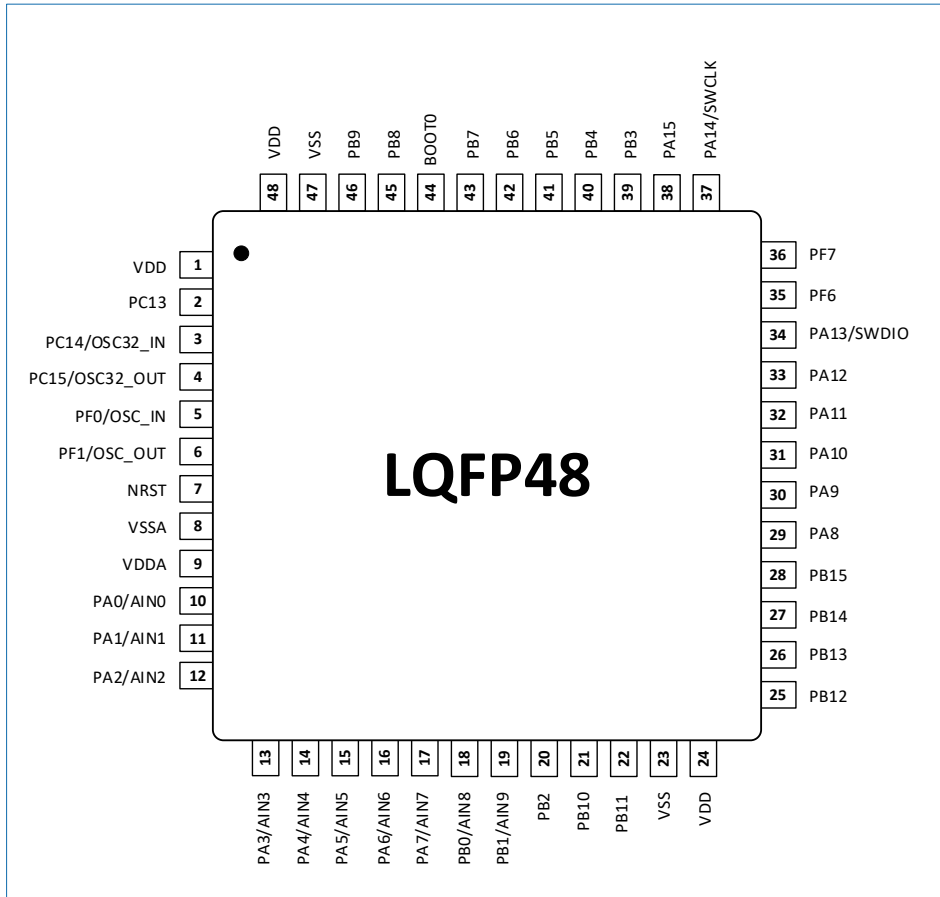 VDD
VSS
PB9
PB8
BOOT0
PB7
PB6
PB5
PB4
PB3
PA15
PA14/SWCLK
48
47
46
45
44
43
42
41
40
39
38
37
VDD 1
PC13 2
PC14/OSC32_IN 3
PC15/OSC32_OUT 4
PF0/OSC_IN 5
PF1/OSC_OUT 6
NRST 7
VSSA 8
VDDA 9
PA0/AIN0 10
PA1/AIN1 11
PA2/AIN2 12
LQFP48
36 PF7
35 PF6
34 PA13/SWDIO
33 PA12
32 PA11
31 PA10
30 PA9
29 PA8
28 PB15
27 PB14
26 PB13
25 PB12
13
14
15
16
17
18
19
20
21
22
23
24
PA3/AIN3
PA4/AIN4
PA5/AIN5
PA6/AIN6
PA7/AIN7
PB0/AIN8
PB1/AIN9
PB2
PB10
PB11
VSS
VDD